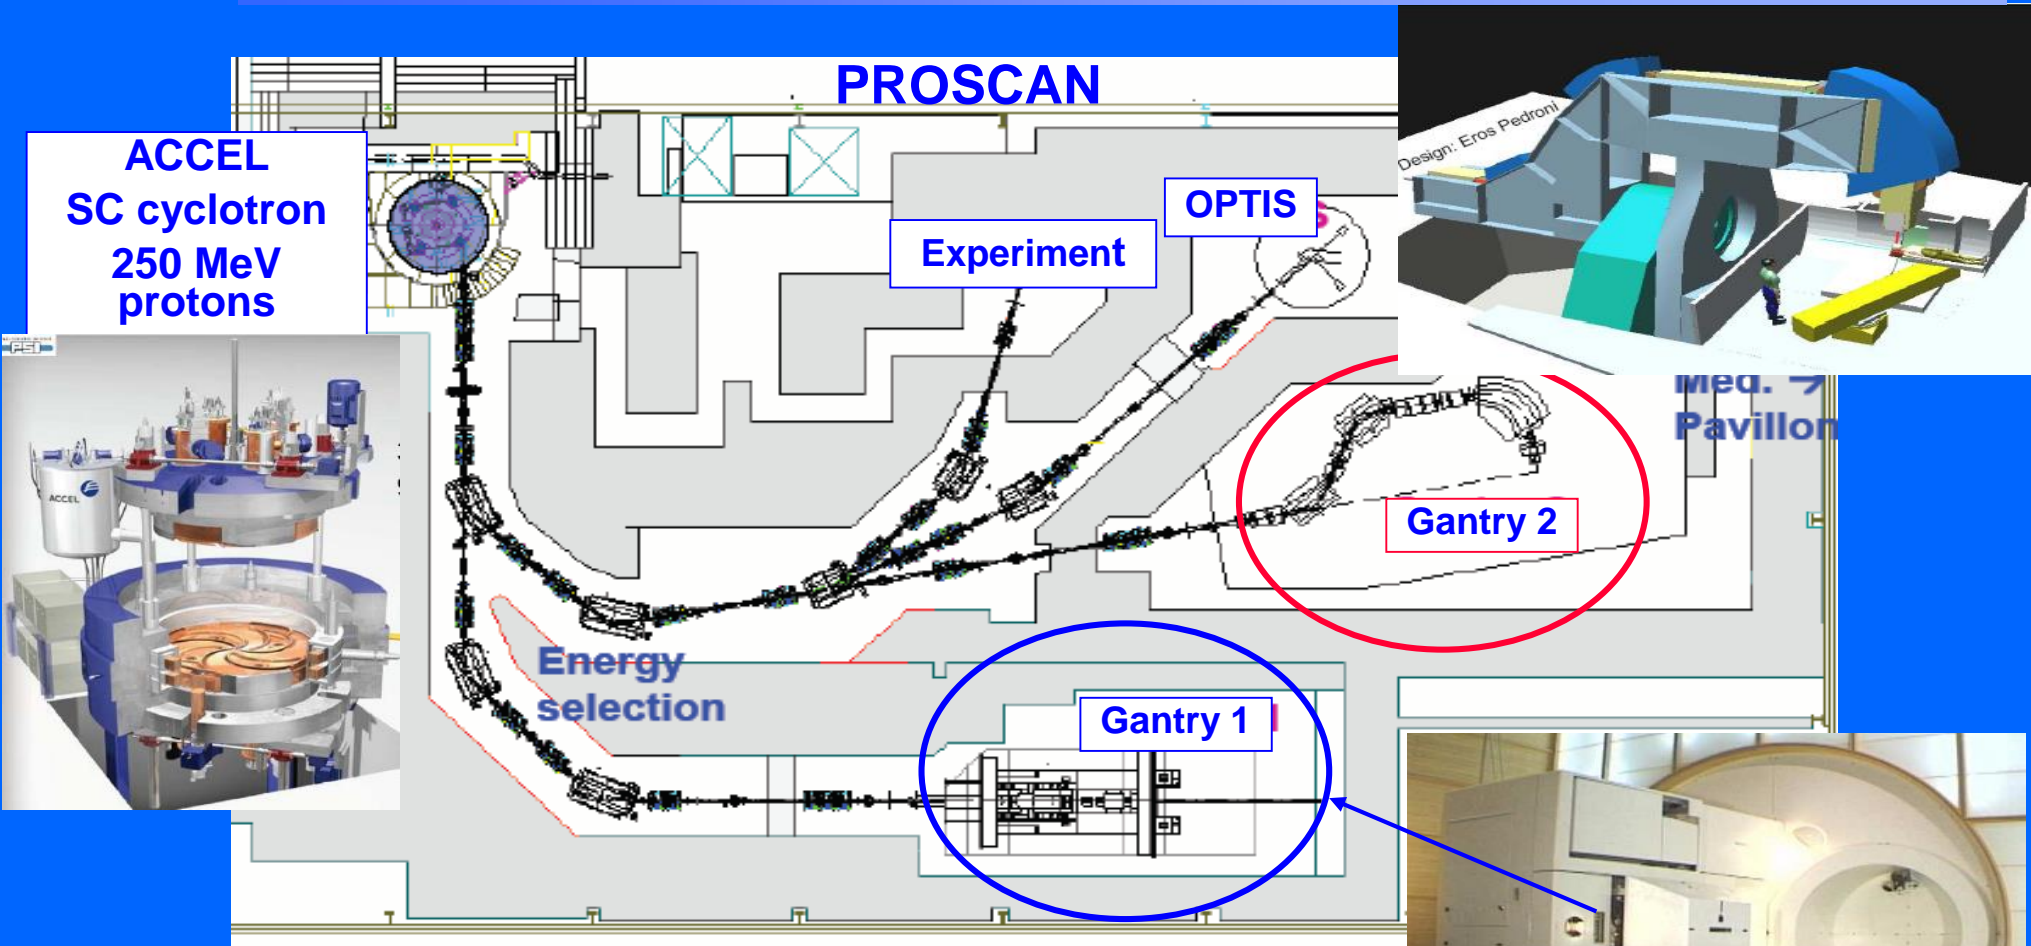 PROSCAN
ACCEL
SC cyclotron
250 MeV
protons
PSI
ACCEL
Experiment
OPTIS
Design: Eros Pedroni
Med. →
Pavillon
Gantry 2
Energy
selection
Gantry 1